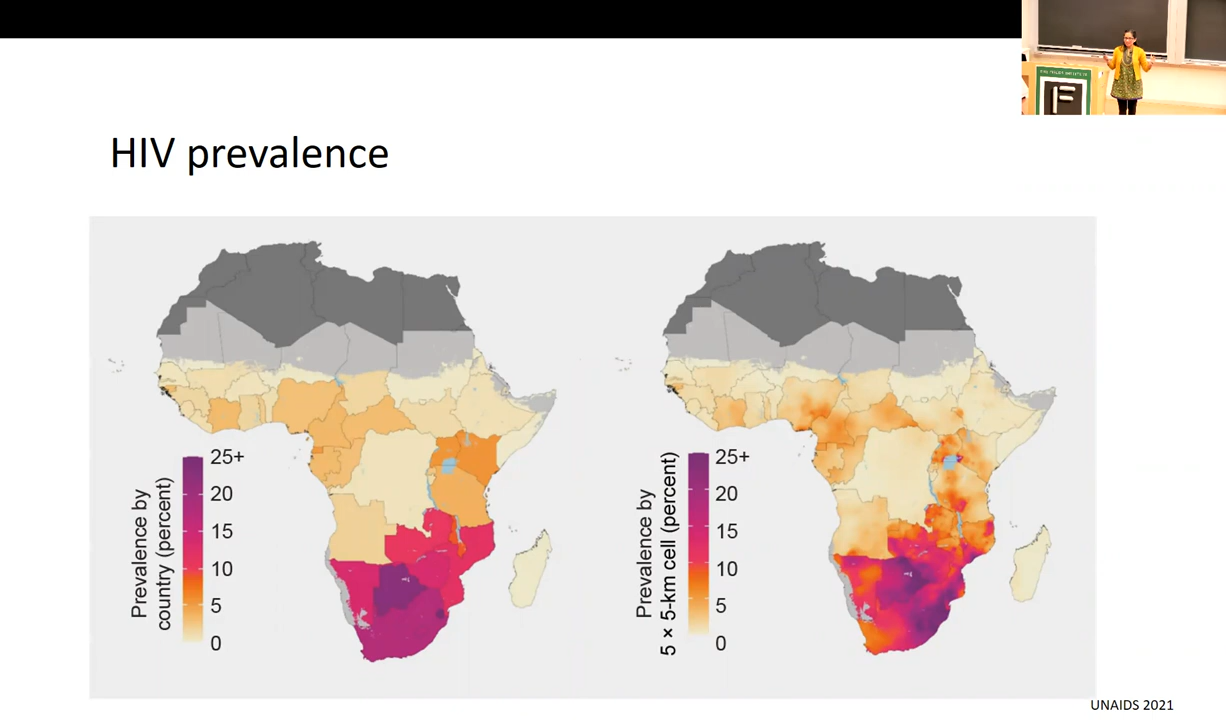 HIV prevalence
Prevalence by
country (percent)
25+
20
15
10
5
0
Prevalence by
5 × 5-km cell (percent)
25+
20
15
10
5
0
UNAIDS 2021